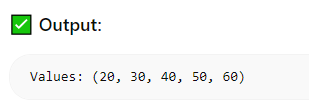 ✅ Output:
Values: (20, 30, 40, 50, 60)